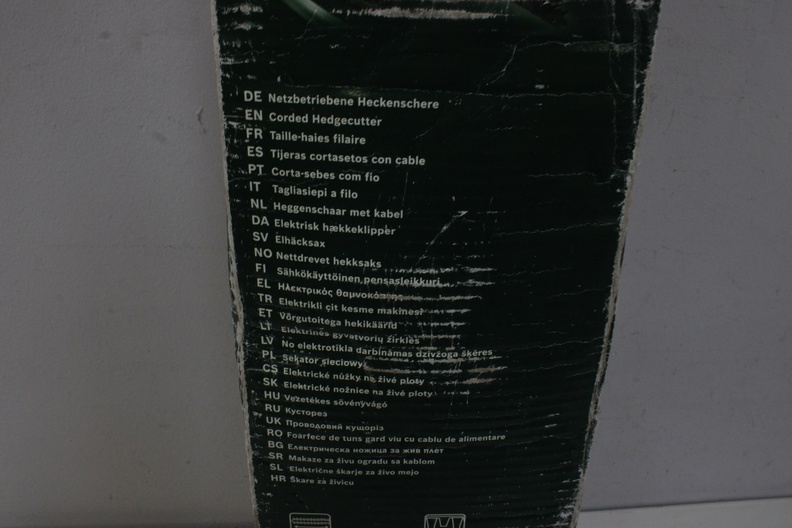 DE Netzbetriebene Heckenschere
EN Corded Hedgecutter
FR Taille-haies filaire
ES Tijeras cortasetos con cable
PT Corta-sebes com fio
IT Tagliasiepi a filo
NL Heggenschaar met kabel
DA Elektrisk hækkeklipper
SV Elhäcksax
NO Nettdrevet hekksaks
FI Sähkökäyttöinen pensasleikkuri
EL Ηλεκτρικός θαμνοκόπτης
TR Elektrikli çit kesme makinesi
ET Võrgutoitega hekikäärid
LT Elektrinės gyvatvorių žirklės
LV No elektrotīkla darbināmas dzīvžoga šķēres
PL Sekator sieciowy
CS Elektrické nůžky na živé ploty
SK Elektrické nožnice na živé ploty
HU Vezetékes sövényvágó
RU Кусторез
UK Проводовий кущоріз
RO Foarfece de tuns gard viu cu cablu de alimentare
BG Електрическа ножица за жив плет
SR Makaze za živu ogradu sa kablom
SL Električne škarje za živo mejo
HR Škare za živicu